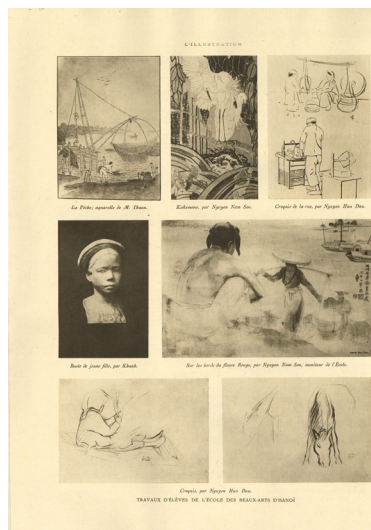 L'ILLUSTRATION
La Pêche; aquarelle de M. Thuan.
Kakemono, par Nguyen Nam Son.
Croquis de la rue, par Nguyen Huu Dau.
Buste de jeune fille, par Khanh.
Sur les bords du fleuve Rouge, par Nguyen Nam Son, moniteur de l'École.
Croquis, par Nguyen Huu Dau.
TRAVAUX D'ÉLÈVES DE L'ÉCOLE DES BEAUX-ARTS D'HANOÏ